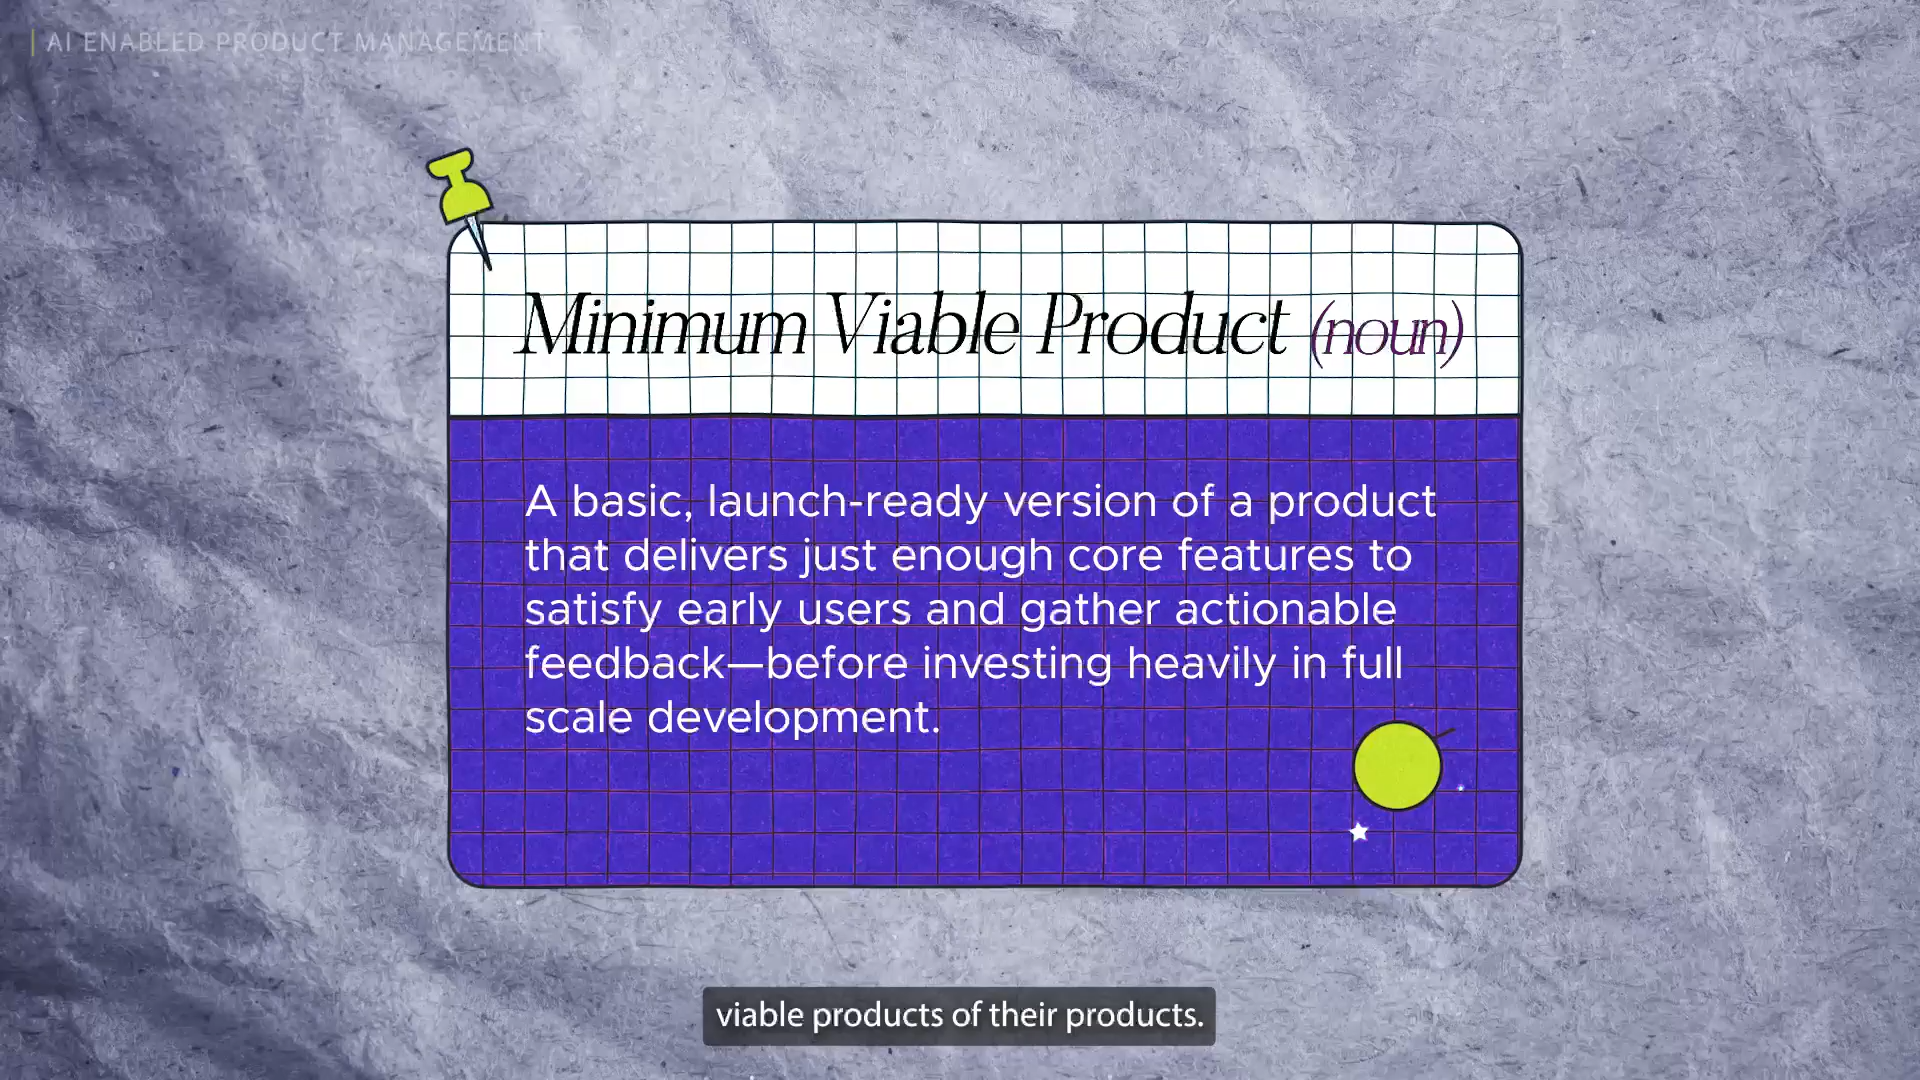 AI ENABLED PRODUCT MANAGEMENT
Minimum Viable Product (noun)
A basic, launch-ready version of a product
that delivers just enough core features to
satisfy early users and gather actionable
feedback—before investing heavily in full
scale development.
viable products of their products.